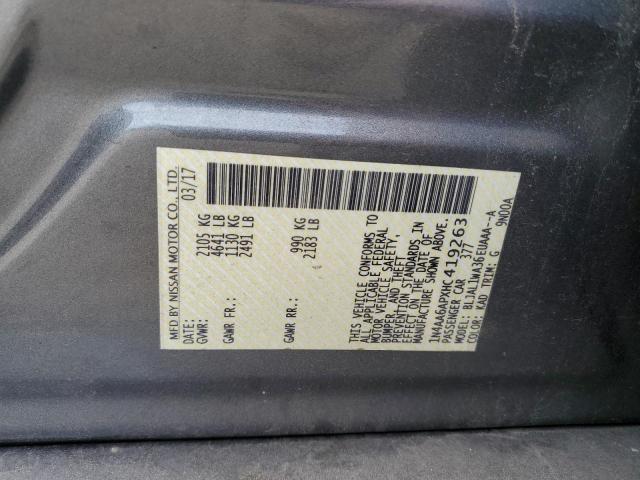 MFD BY NISSAN MOTOR CO., LTD.
DATE: 03/17
GVWR: 2105 KG
4641 LB
GAWR FR.: 1130 KG
2491 LB
GAWR RR.: 990 KG
2183 LB
THIS VEHICLE CONFORMS TO
ALL APPLICABLE FEDERAL
MOTOR VEHICLE SAFETY,
BUMPER, AND THEFT
PREVENTION STANDARDS IN
EFFECT ON THE DATE OF
MANUFACTURE SHOWN ABOVE.
1N4AA6APXHC419263
PASSENGER CAR 377
MODEL: BLJALLWA36EUAAA--A
COLOR: KAD TRIM: G 9N00A